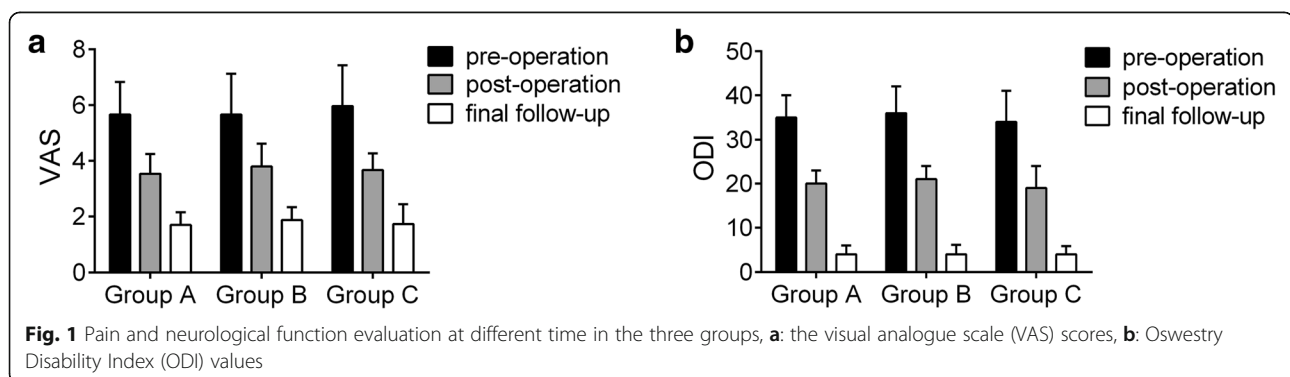 a
8
6
4
2
0
VAS
pre-operation
post-operation
final follow-up
Group A Group B Group C
b
50
40
30
20
10
0
ODI
pre-operation
post-operation
final follow-up
Group A Group B Group C
Fig. 1 Pain and neurological function evaluation at different time in the three groups, a: the visual analogue scale (VAS) scores, b: Oswestry
Disability Index (ODI) values